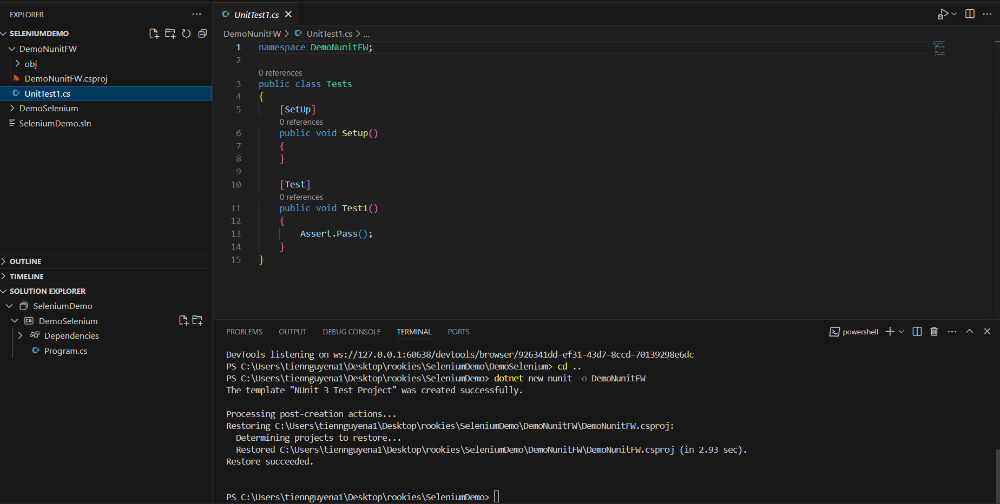 EXPLORER
SELENIUMDEMO
DemoNunitFW
obj
DemoNunitFW.csproj
C# UnitTest1.cs
DemoSelenium
SeleniumDemo.sln
OUTLINE
TIMELINE
SOLUTION EXPLORER
SeleniumDemo
C# DemoSelenium
Dependencies
C# Program.cs
C# UnitTest1.cs
DemoNunitFW > C# UnitTest1.cs > ...
1 namespace DemoNunitFW;
2
0 references
3 public class Tests
4 {
5 [SetUp]
0 references
6 public void Setup()
7 {
8 }
9
10 [Test]
0 references
11 public void Test1()
12 {
13 Assert.Pass();
14 }
15 }
PROBLEMS OUTPUT DEBUG CONSOLE TERMINAL PORTS
powershell
DevTools listening on ws://127.0.0.1:60638/devtools/browser/926341dd-ef31-43d7-8ccd-70139298e6dc
PS C:\Users\tiennguyena1\Desktop\rookies\SeleniumDemo\DemoSelenium> cd ..
PS C:\Users\tiennguyena1\Desktop\rookies\SeleniumDemo> dotnet new nunit -o DemoNunitFW
The template "NUnit 3 Test Project" was created successfully.
Processing post-creation actions...
Restoring C:\Users\tiennguyena1\Desktop\rookies\SeleniumDemo\DemoNunitFW\DemoNunitFW.csproj:
Determining projects to restore...
Restored C:\Users\tiennguyena1\Desktop\rookies\SeleniumDemo\DemoNunitFW\DemoNunitFW.csproj (in 2.93 sec).
Restore succeeded.
PS C:\Users\tiennguyena1\Desktop\rookies\SeleniumDemo>